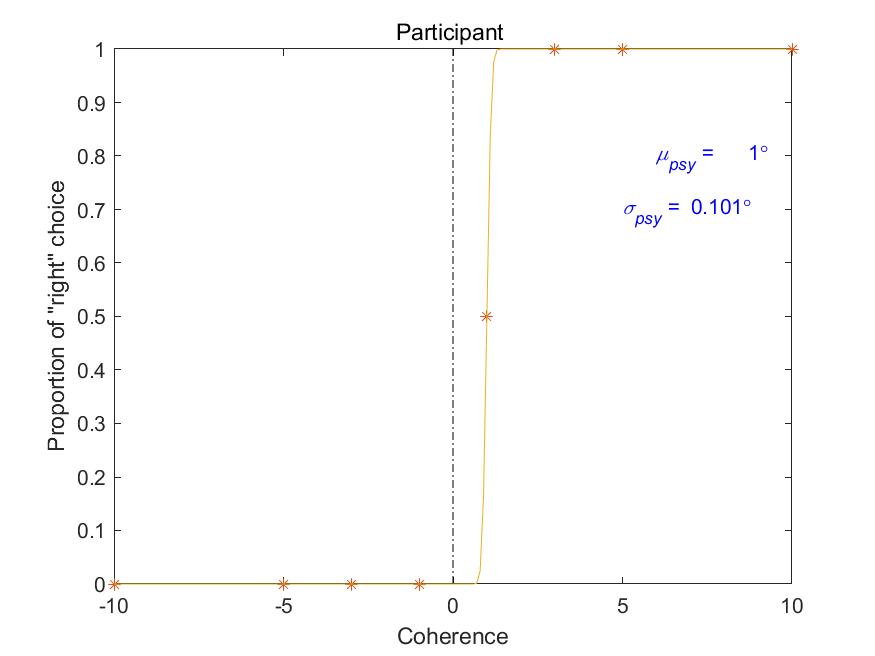 Participant
1
0.9
0.8
0.7
0.6
0.5
0.4
0.3
0.2
0.1
0
Proportion of "right" choice
μpsy = 1°
σpsy = 0.101°
-10 -5 0 5 10
Coherence